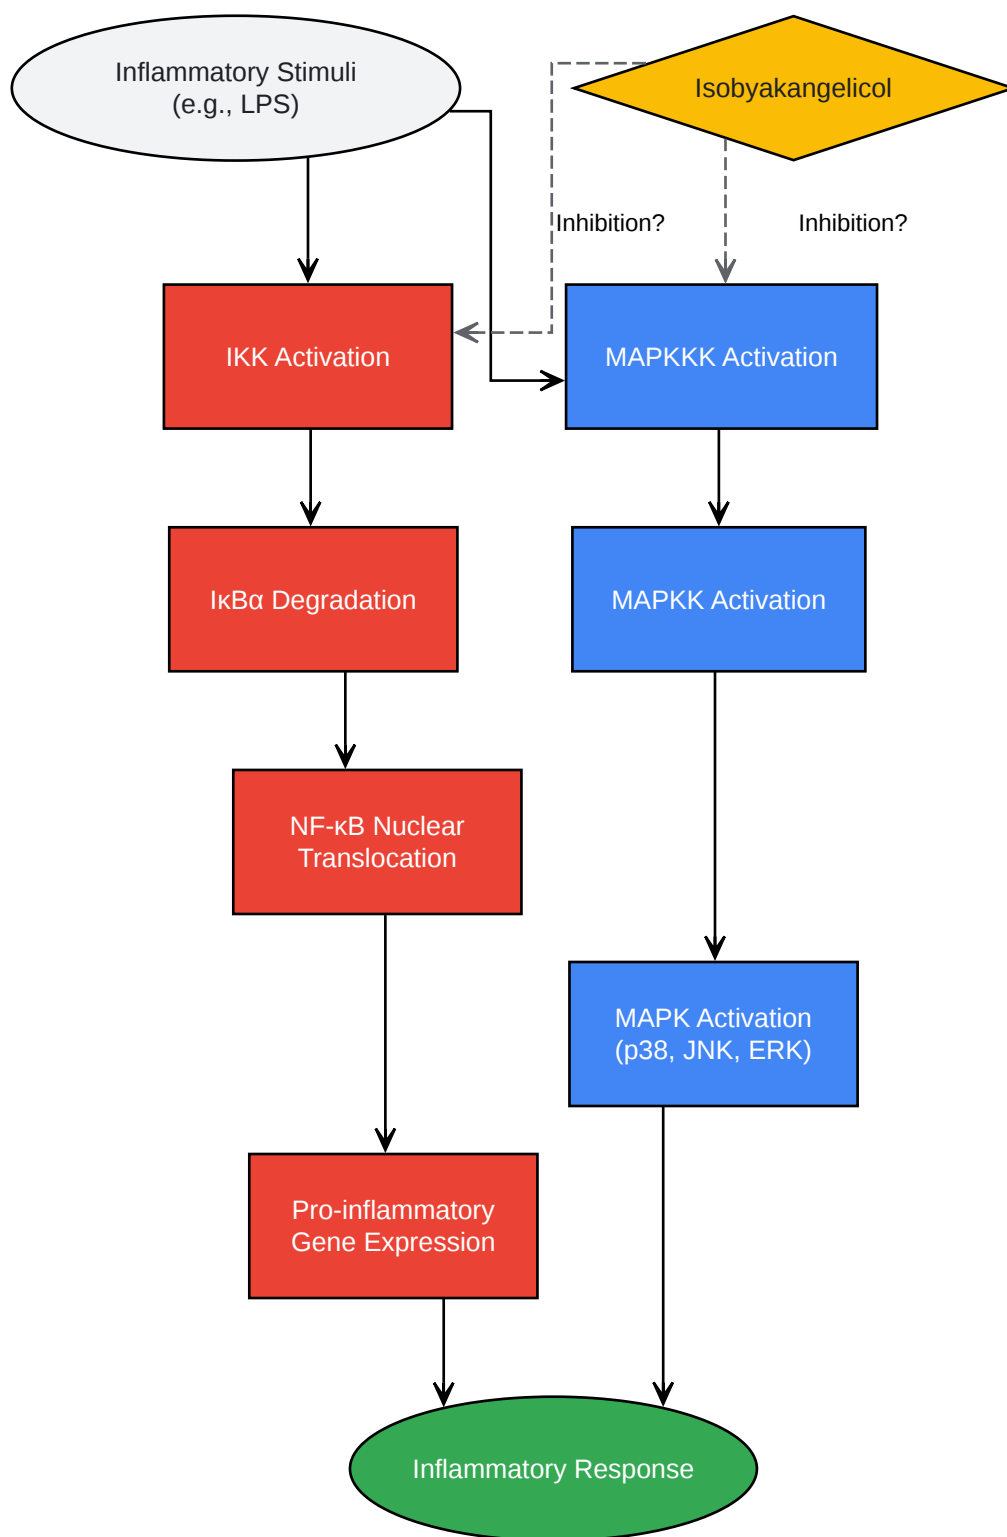 Inflammatory Stimuli
(e.g., LPS)
Isobyakangelicol
Inhibition?
Inhibition?
IKK Activation
MAPKKK Activation
IκBα Degradation
MAPKK Activation
NF-κB Nuclear
Translocation
MAPK Activation
(p38, JNK, ERK)
Pro-inflammatory
Gene Expression
Inflammatory Response